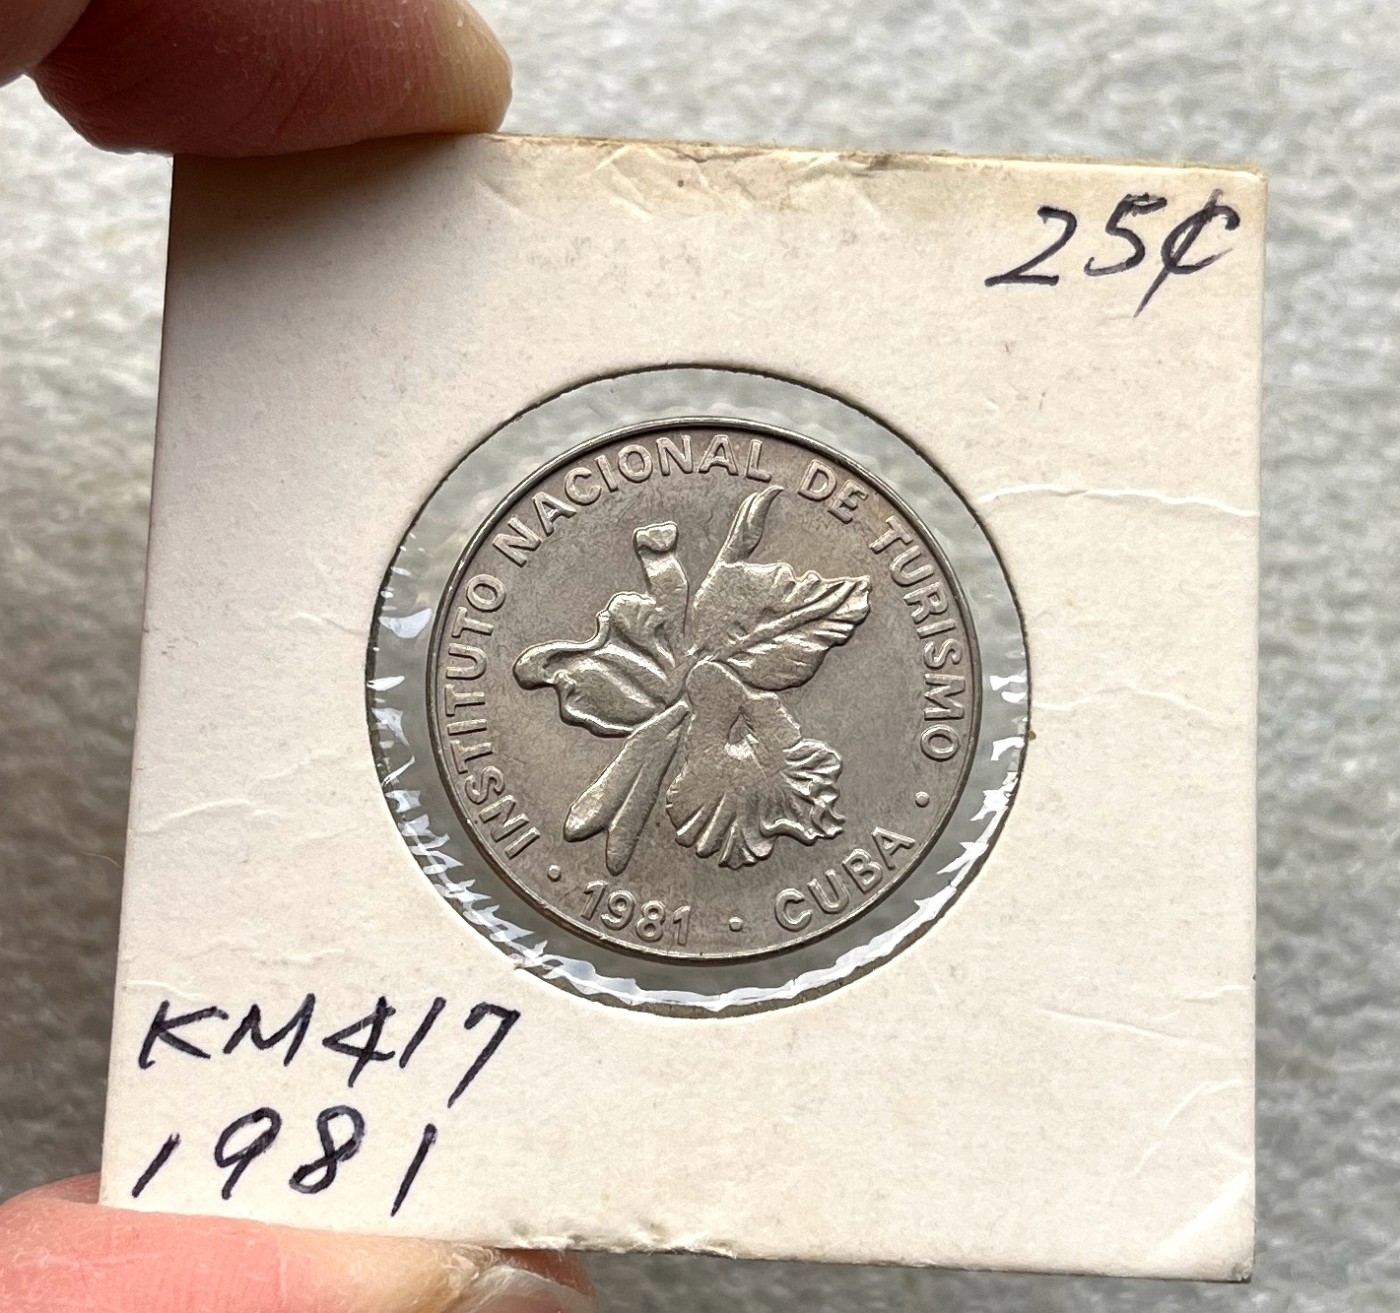 25¢
INSTITUTO NACIONAL DE TURISMO
• 1981 • CUBA •
KM417
1981